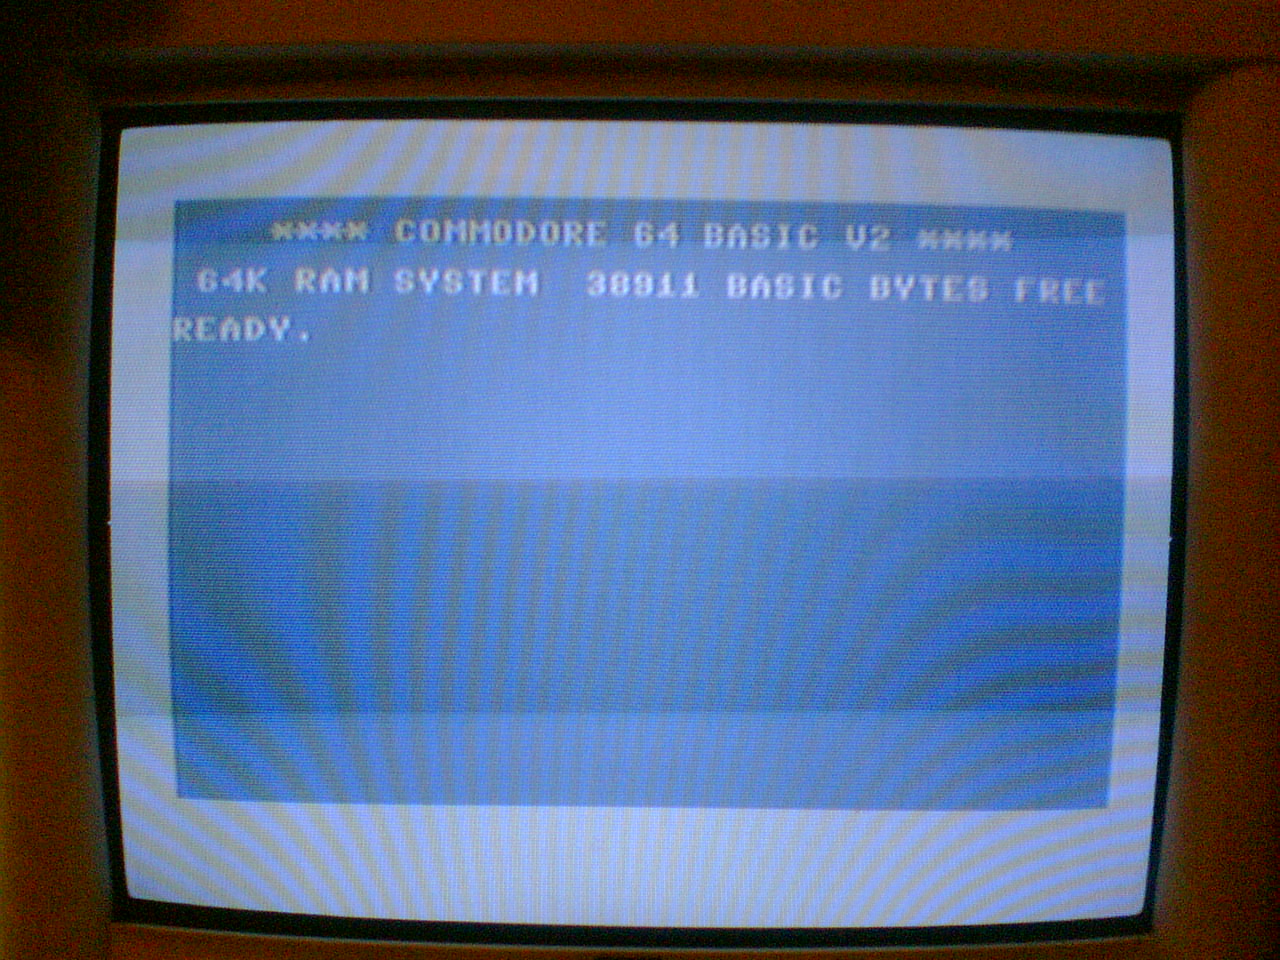 **** COMMODORE 64 BASIC V2 ****
64K RAM SYSTEM  38911 BASIC BYTES FREE
READY.